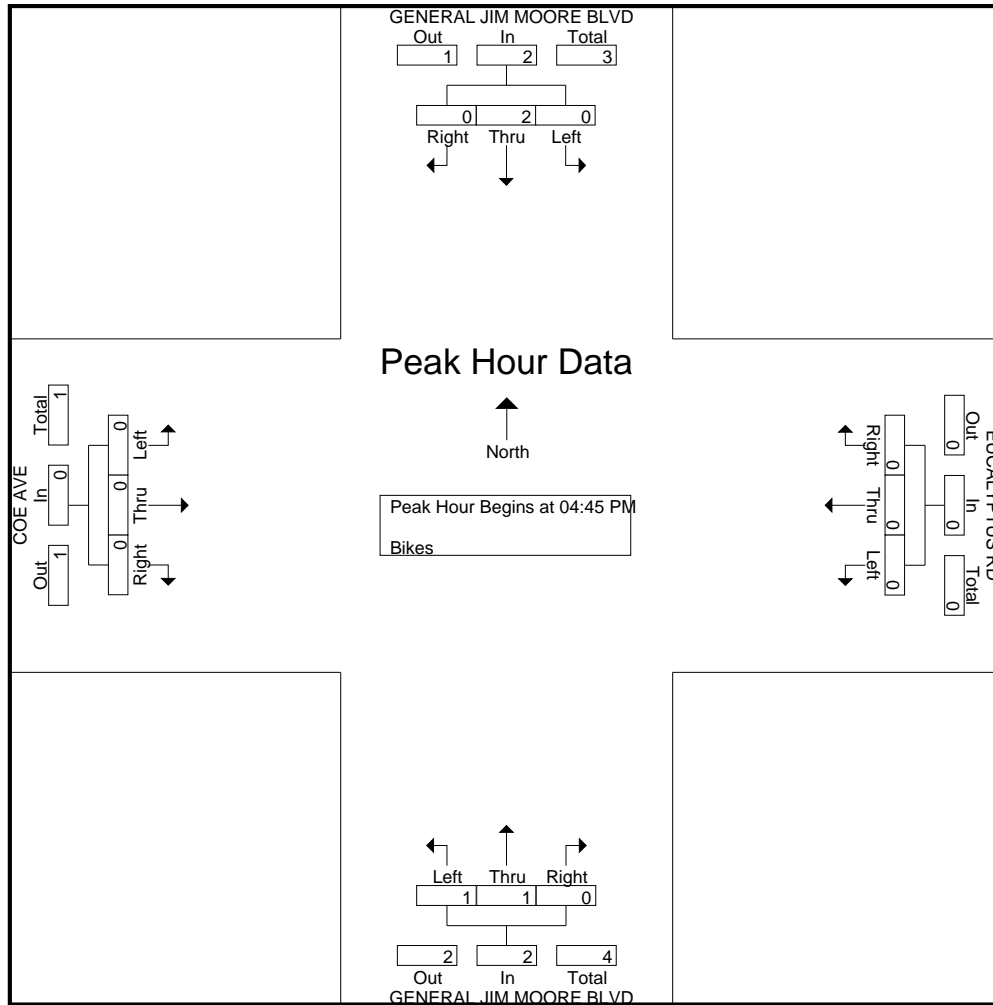 GENERAL JIM MOORE BLVD
Out In Total
1 2 3
0 2 0
Right Thru Left
Peak Hour Data
North
Peak Hour Begins at 04:45 PM
Bikes
COE AVE
Out In Total
1 0 1
Left Thru Right
0 0 0
EUCALYPTUS RD
Out In Total
0 0 0
Right Thru Left
0 0 0
Left Thru Right
1 1 0
2 2 4
Out In Total
GENERAL JIM MOORE BLVD